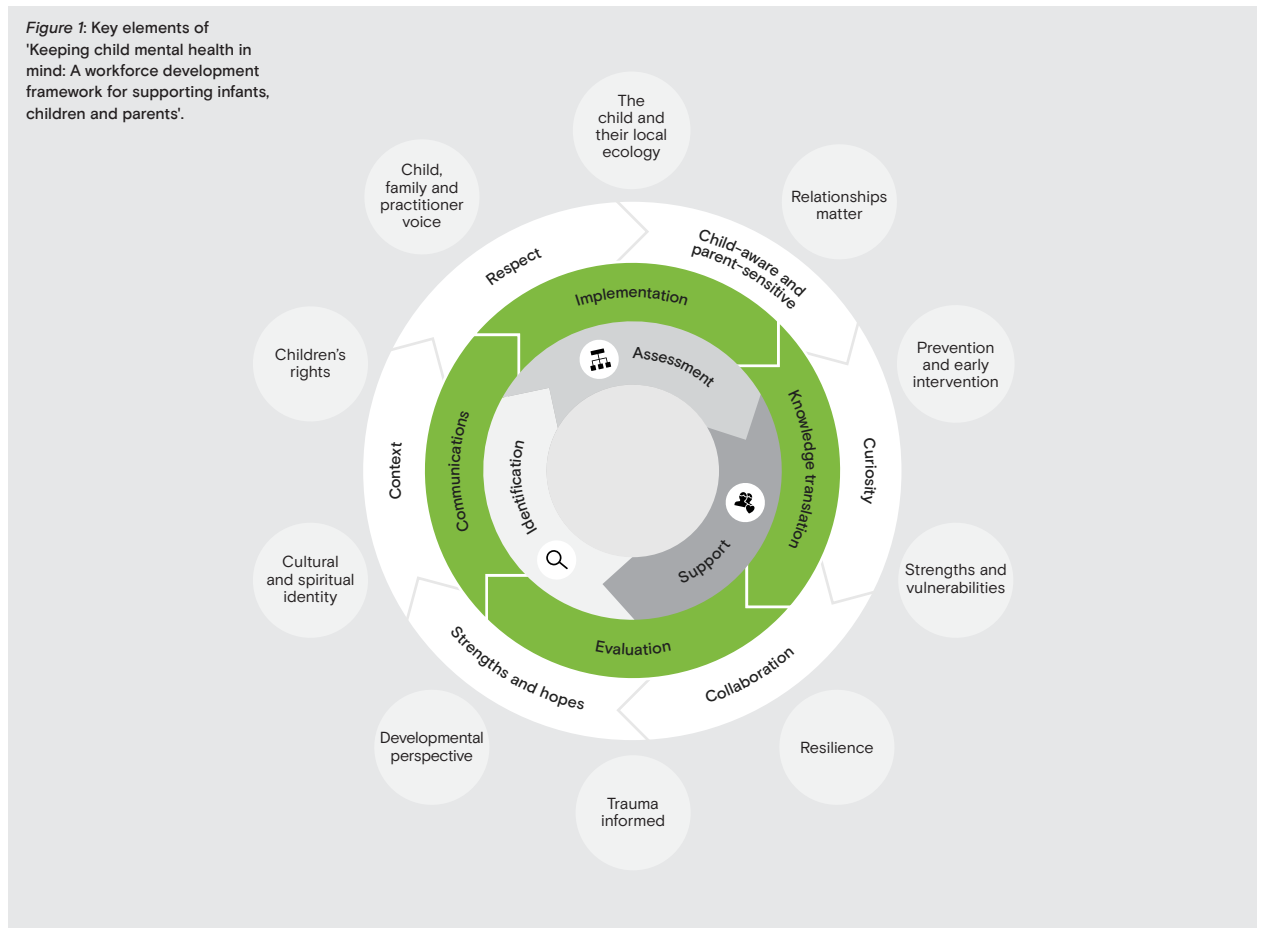 Figure 1: Key elements of
'Keeping child mental health in
mind: A workforce development
framework for supporting infants,
children and parents'.
The
child and
their local
ecology
Relationships
matter
Prevention
and early
intervention
Strengths and
vulnerabilities
Resilience
Trauma
informed
Developmental
perspective
Cultural
and spiritual
identity
Children's
rights
Child,
family and
practitioner
voice
Respect
Child-aware and
parent-sensitive
Curiosity
Collaboration
Strengths and hopes
Context
Implementation
Knowledge translation
Evaluation
Communications
Assessment
Support
Identification